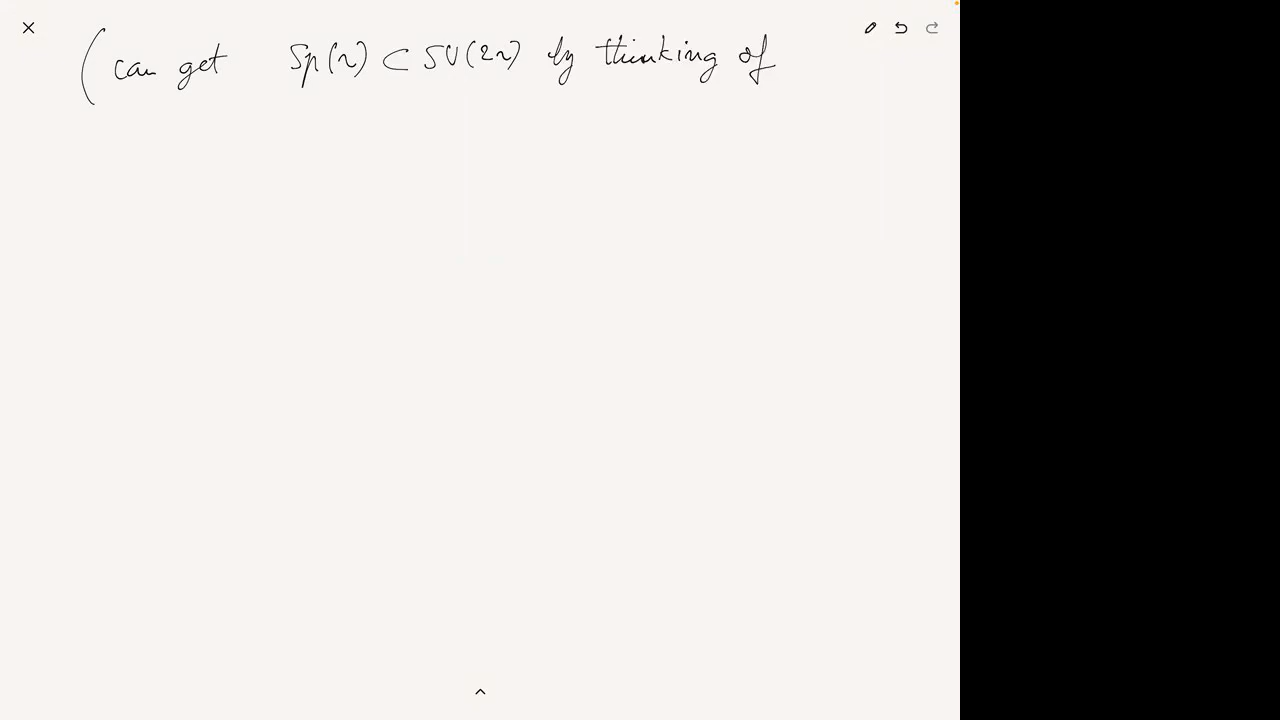 (can get Sp(n) ⊂ SU(2n) by thinking of